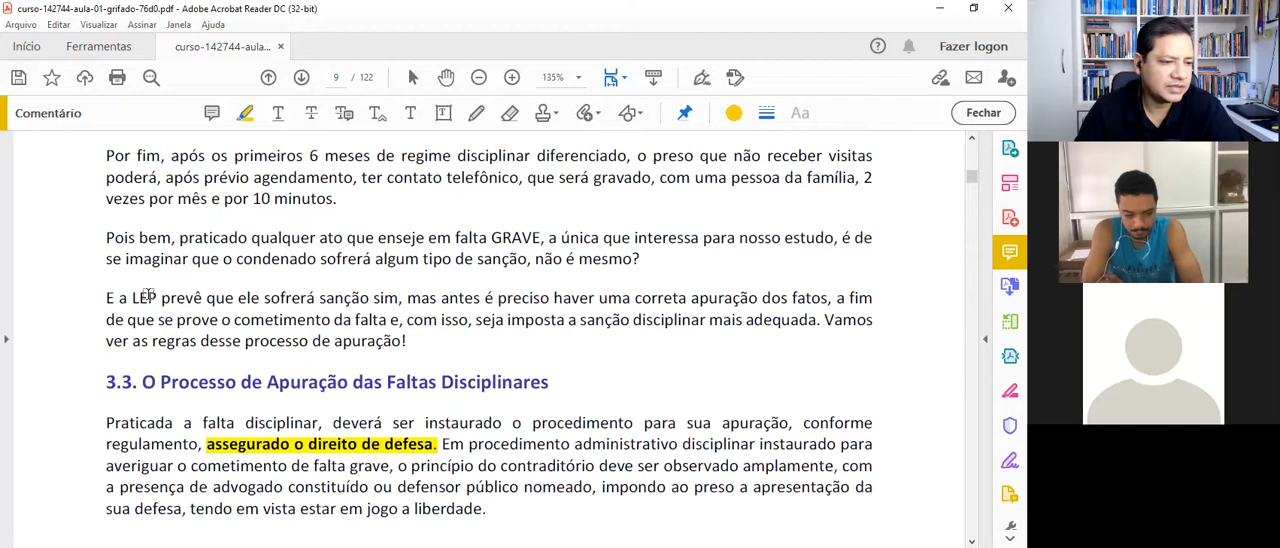 curso-142744-aula-01-grifado-76d0.pdf - Adobe Acrobat Reader DC (32-bit)
Arquivo Editar Visualizar Assinar Janela Ajuda
Início Ferramentas curso-142744-aula... × Fazer logon
9 / 122 135%
Comentário Aa Fechar
Por fim, após os primeiros 6 meses de regime disciplinar diferenciado, o preso que não receber visitas
poderá, após prévio agendamento, ter contato telefônico, que será gravado, com uma pessoa da família, 2
vezes por mês e por 10 minutos.
Pois bem, praticado qualquer ato que enseje em falta GRAVE, a única que interessa para nosso estudo, é de
se imaginar que o condenado sofrerá algum tipo de sanção, não é mesmo?
E a LEP prevê que ele sofrerá sanção sim, mas antes é preciso haver uma correta apuração dos fatos, a fim
de que se prove o cometimento da falta e, com isso, seja imposta a sanção disciplinar mais adequada. Vamos
ver as regras desse processo de apuração!
3.3. O Processo de Apuração das Faltas Disciplinares
Praticada a falta disciplinar, deverá ser instaurado o procedimento para sua apuração, conforme
regulamento, assegurado o direito de defesa. Em procedimento administrativo disciplinar instaurado para
averiguar o cometimento de falta grave, o princípio do contraditório deve ser observado amplamente, com
a presença de advogado constituído ou defensor público nomeado, impondo ao preso a apresentação da
sua defesa, tendo em vista estar em jogo a liberdade.